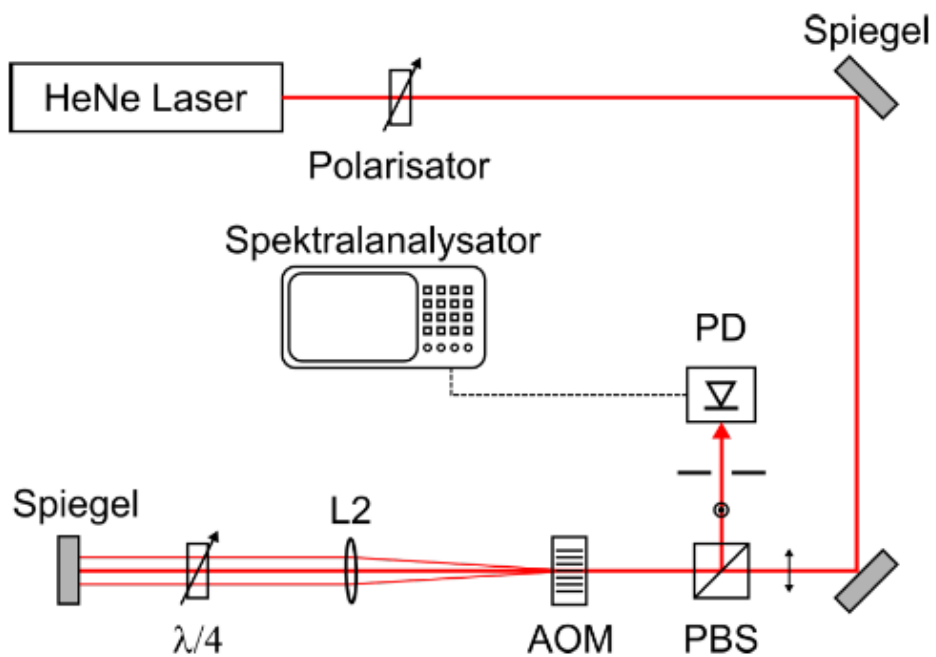 Spiegel
HeNe Laser
Polarisator
Spektralanalysator
PD
Spiegel
L2
λ/4
AOM
PBS